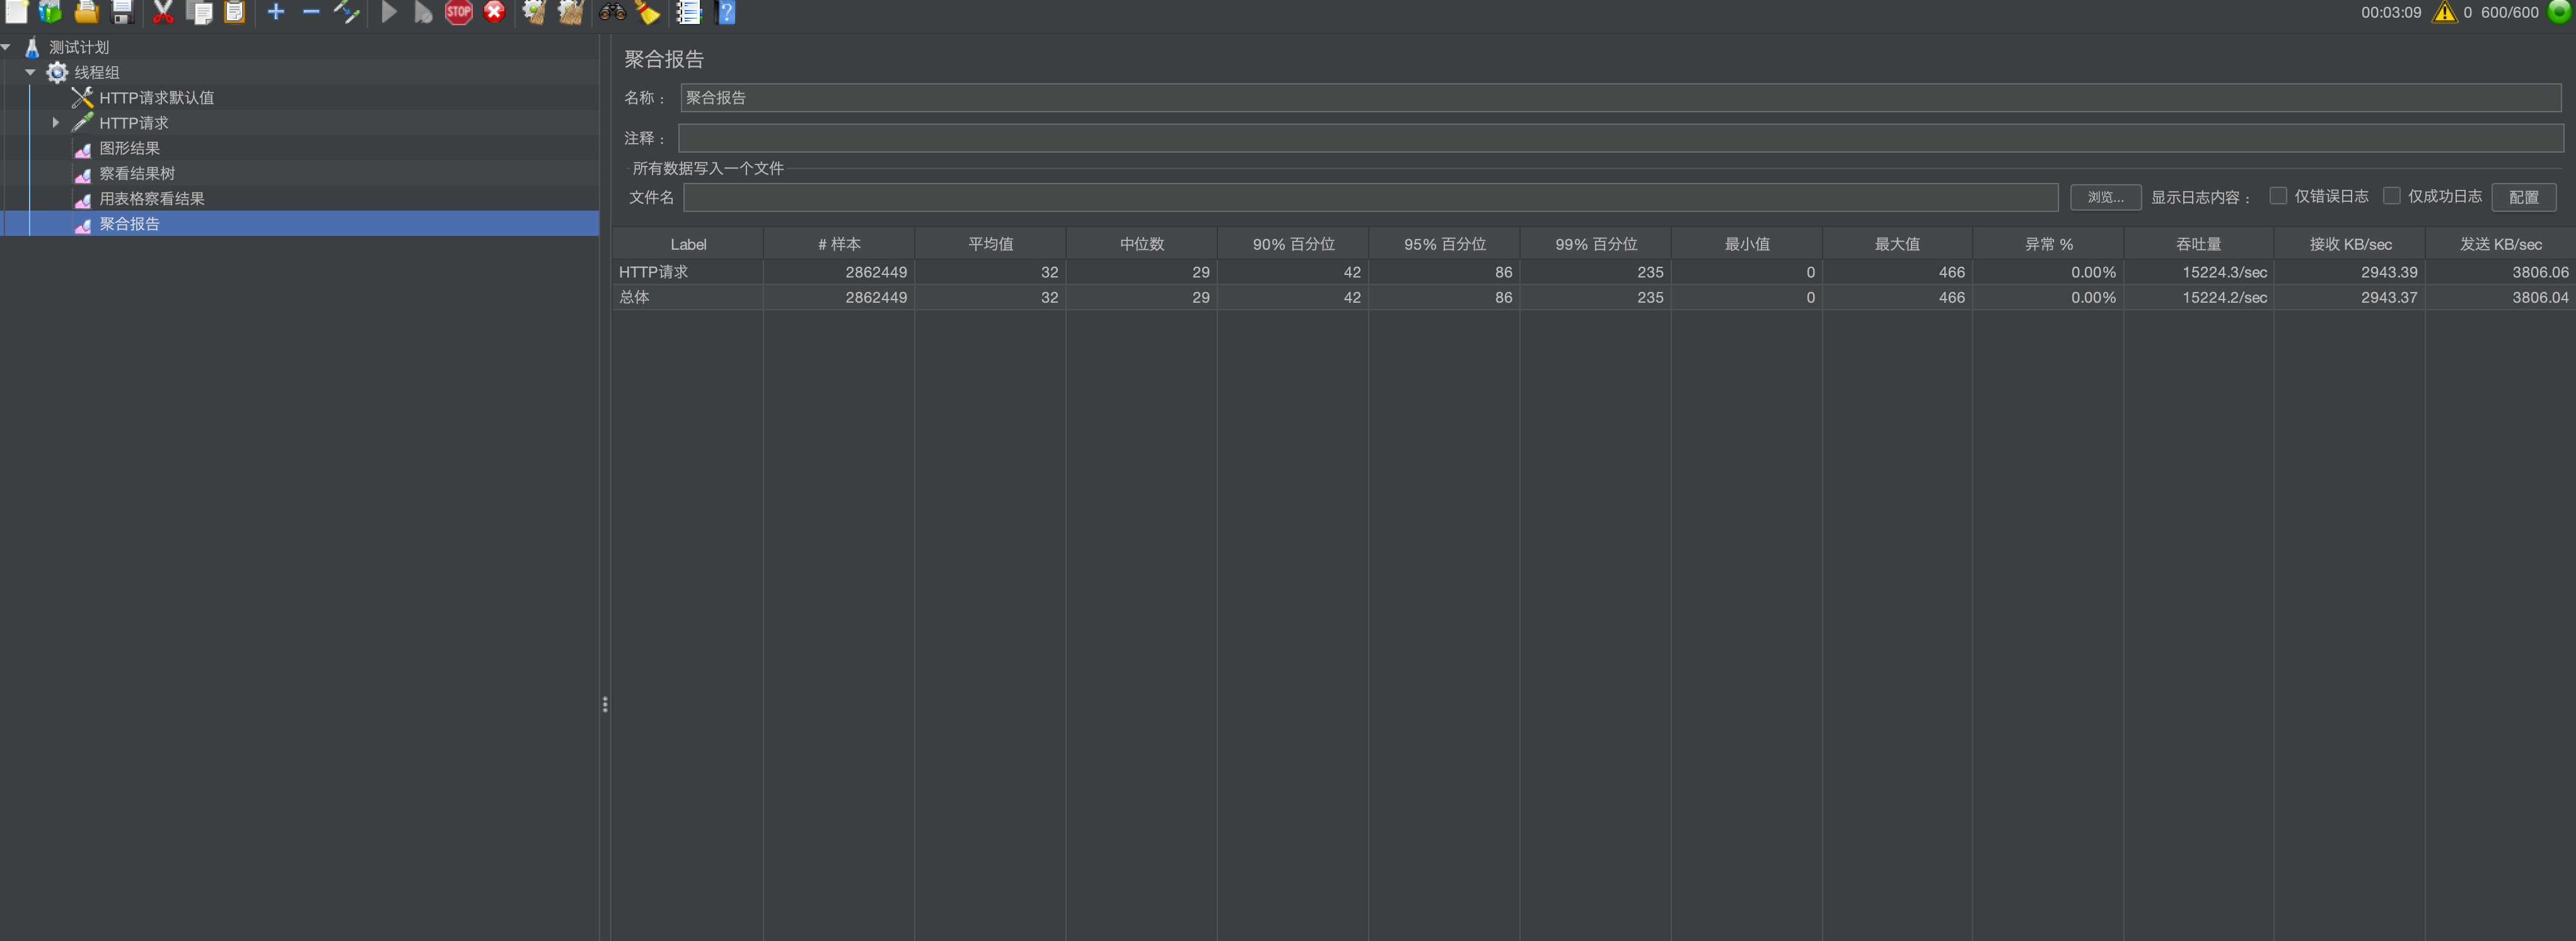 STOP
00:03:09 0 600/600
测试计划
线程组
HTTP请求默认值
HTTP请求
图形结果
察看结果树
用表格察看结果
聚合报告
聚合报告
名称： 聚合报告
注释：
所有数据写入一个文件
文件名 浏览... 显示日志内容： 仅错误日志 仅成功日志 配置
Label # 样本 平均值 中位数 90% 百分位 95% 百分位 99% 百分位 最小值 最大值 异常 % 吞吐量 接收 KB/sec 发送 KB/sec
HTTP请求 2862449 32 29 42 86 235 0 466 0.00% 15224.3/sec 2943.39 3806.06
总体 2862449 32 29 42 86 235 0 466 0.00% 15224.2/sec 2943.37 3806.04